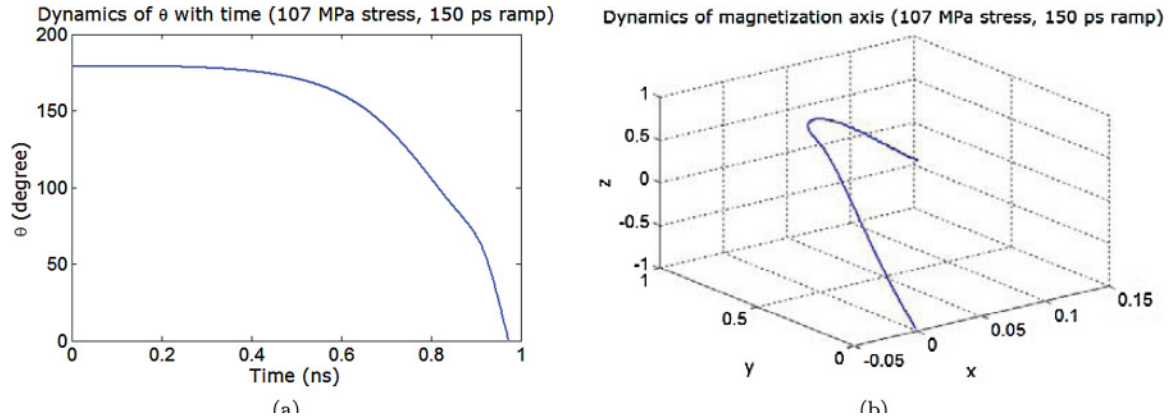 Dynamics of θ with time (107 MPa stress, 150 ps ramp)
200
150
100
50
0
θ (degree)
0 0.2 0.4 0.6 0.8 1
Time (ns)
(a)
Dynamics of magnetization axis (107 MPa stress, 150 ps ramp)
1
0.5
0
-0.5
-1
z
1
0.5
0
y
-0.05
0
0.05
0.1
0.15
x
(b)